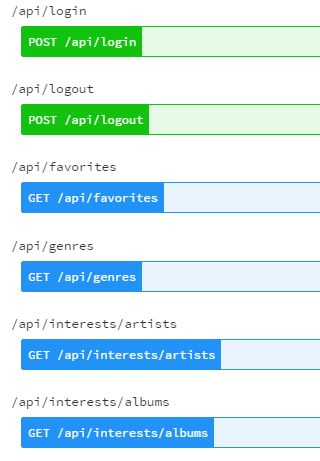 /api/login
POST /api/login
/api/logout
POST /api/logout
/api/favorites
GET /api/favorites
/api/genres
GET /api/genres
/api/interests/artists
GET /api/interests/artists
/api/interests/albums
GET /api/interests/albums